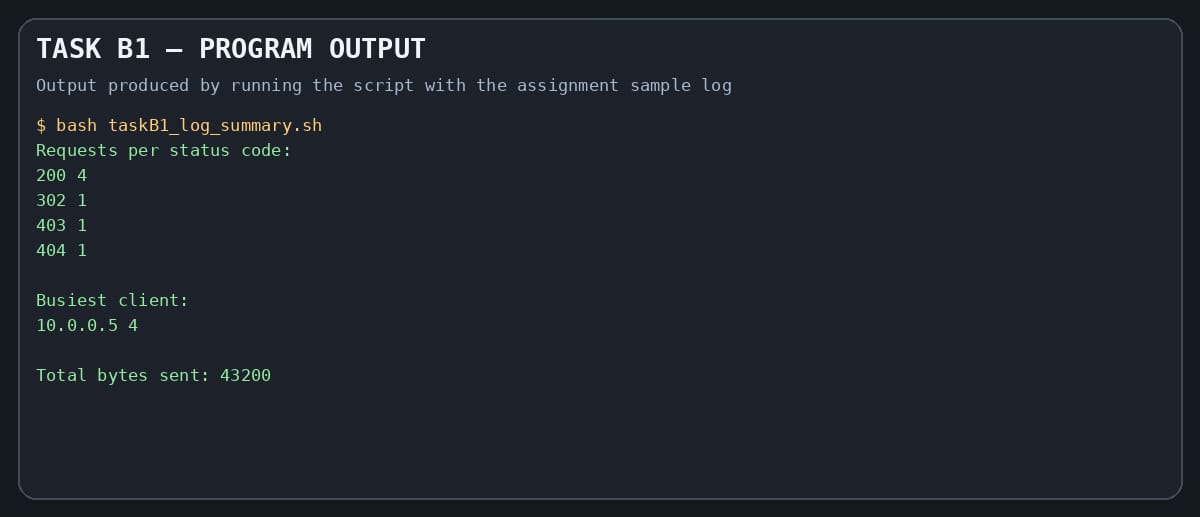 TASK B1 — PROGRAM OUTPUT
Output produced by running the script with the assignment sample log
$ bash taskB1_log_summary.sh
Requests per status code:
200 4
302 1
403 1
404 1
Busiest client:
10.0.0.5 4
Total bytes sent: 43200